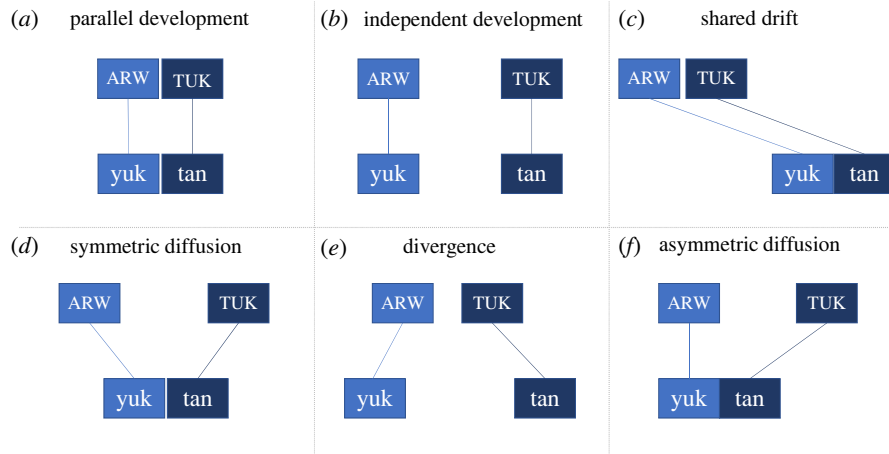 (a) parallel development
ARW TUK
yuk tan
(b) independent development
ARW TUK
yuk tan
(c) shared drift
ARW TUK
yuk tan
(d) symmetric diffusion
ARW TUK
yuk tan
(e) divergence
ARW TUK
yuk tan
(f) asymmetric diffusion
ARW TUK
yuk tan